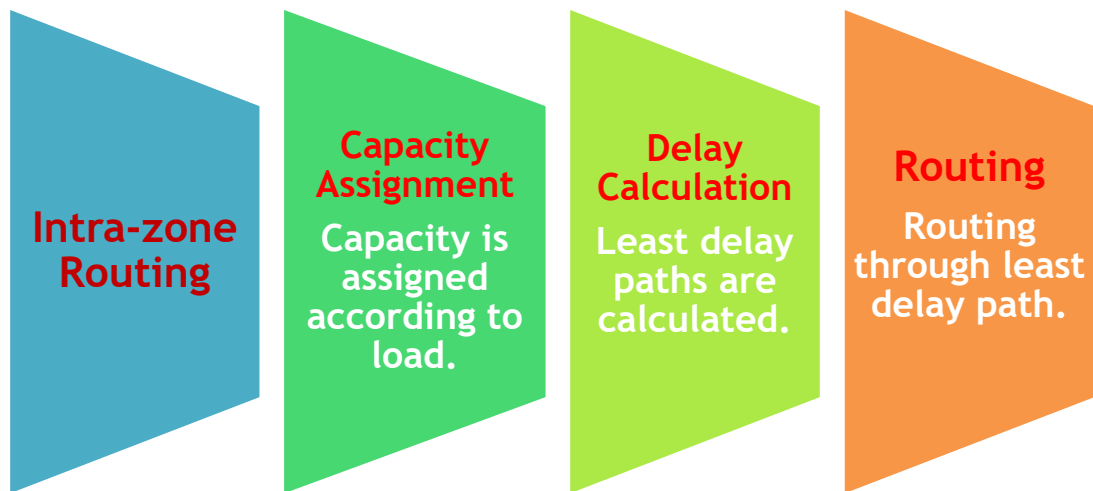 Intra-zone
Routing
Capacity
Assignment
Capacity is
assigned
according to
load.
Delay
Calculation
Least delay
paths are
calculated.
Routing
Routing
through least
delay path.